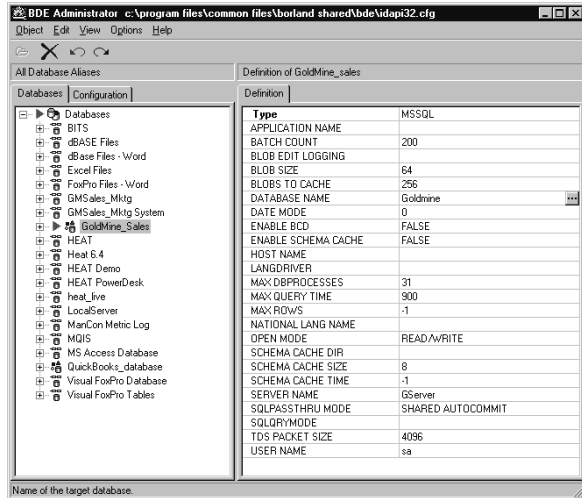 BDE Administrator c:\program files\common files\borland shared\bde\idapi32.cfg
Object Edit View Options Help
All Database Aliases
Definition of GoldMine_sales
Databases Configuration
Definition
Databases
BITS
dBASE Files
dBase Files - Word
Excel Files
FoxPro Files - Word
GMSales_Mktg
GMSales_Mktg System
GoldMine_Sales
HEAT
Heat 6.4
HEAT Demo
HEAT PowerDesk
heat_live
LocalServer
ManCon Metric Log
MQIS
MS Access Database
QuickBooks_database
Visual FoxPro Database
Visual FoxPro Tables
Type MSSQL
APPLICATION NAME
BATCH COUNT 200
BLOB EDIT LOGGING
BLOB SIZE 64
BLOBS TO CACHE 256
DATABASE NAME Goldmine ...
DATE MODE 0
ENABLE BCD FALSE
ENABLE SCHEMA CACHE FALSE
HOST NAME
LANGDRIVER
MAX DBPROCESSES 31
MAX QUERY TIME 900
MAX ROWS -1
NATIONAL LANG NAME
OPEN MODE READ/WRITE
SCHEMA CACHE DIR
SCHEMA CACHE SIZE 8
SCHEMA CACHE TIME -1
SERVER NAME GServer
SQLPASSTHRU MODE SHARED AUTOCOMMIT
SQLQRYMODE
TDS PACKET SIZE 4096
USER NAME sa
Name of the target database.